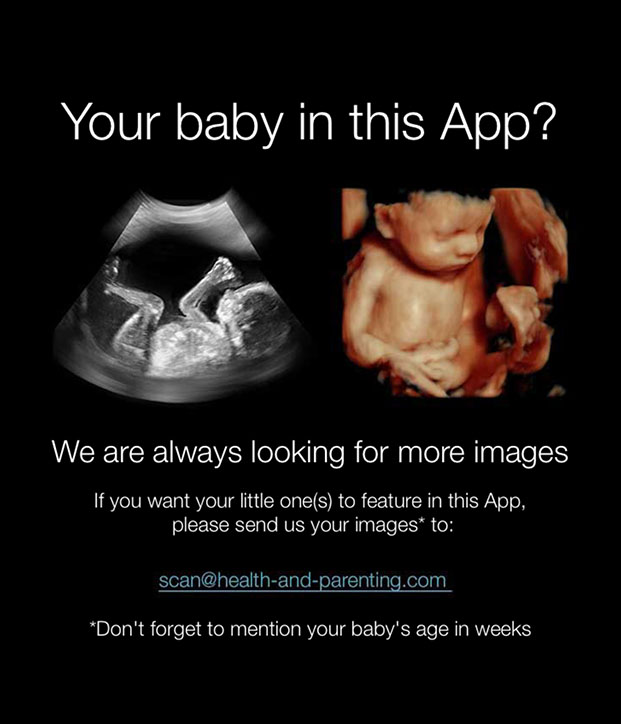 Your baby in this App?
We are always looking for more images
If you want your little one(s) to feature in this App,
please send us your images* to:
scan@health-and-parenting.com
*Don't forget to mention your baby's age in weeks